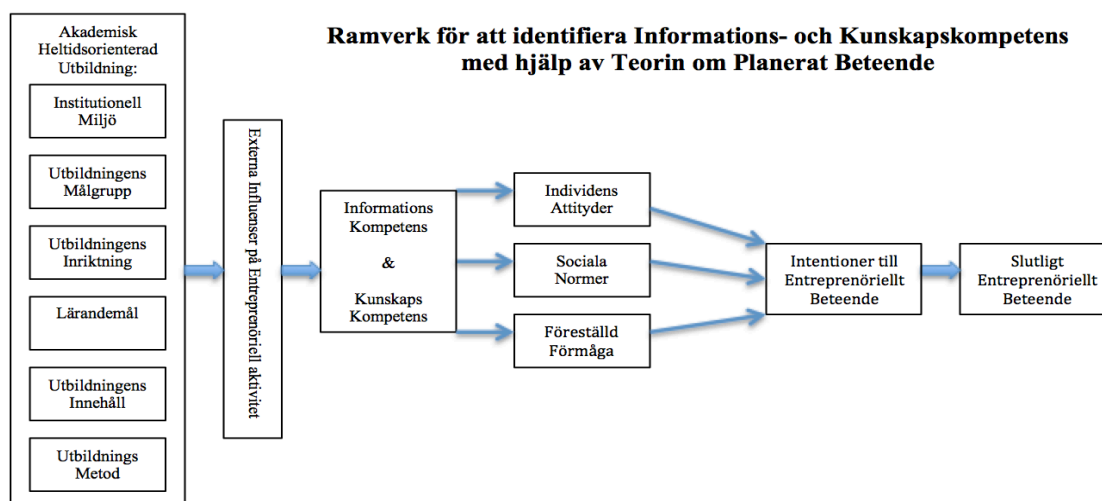 Akademisk
Heltidsorienterad
Utbildning:
Institutionell
Miljö
Utbildningens
Målgrupp
Utbildningens
Inriktning
Lärandemål
Utbildningens
Innehåll
Utbildnings
Metod
Ramverk för att identifiera Informations- och Kunskapskompetens
med hjälp av Teorin om Planerat Beteende
Externa Influenser på Entreprenöriell aktivitet
Informations
Kompetens
&
Kunskaps
Kompetens
Individens
Attityder
Sociala
Normer
Föreställd
Förmåga
Intentioner till
Entreprenöriellt
Beteende
Slutligt
Entreprenöriellt
Beteende